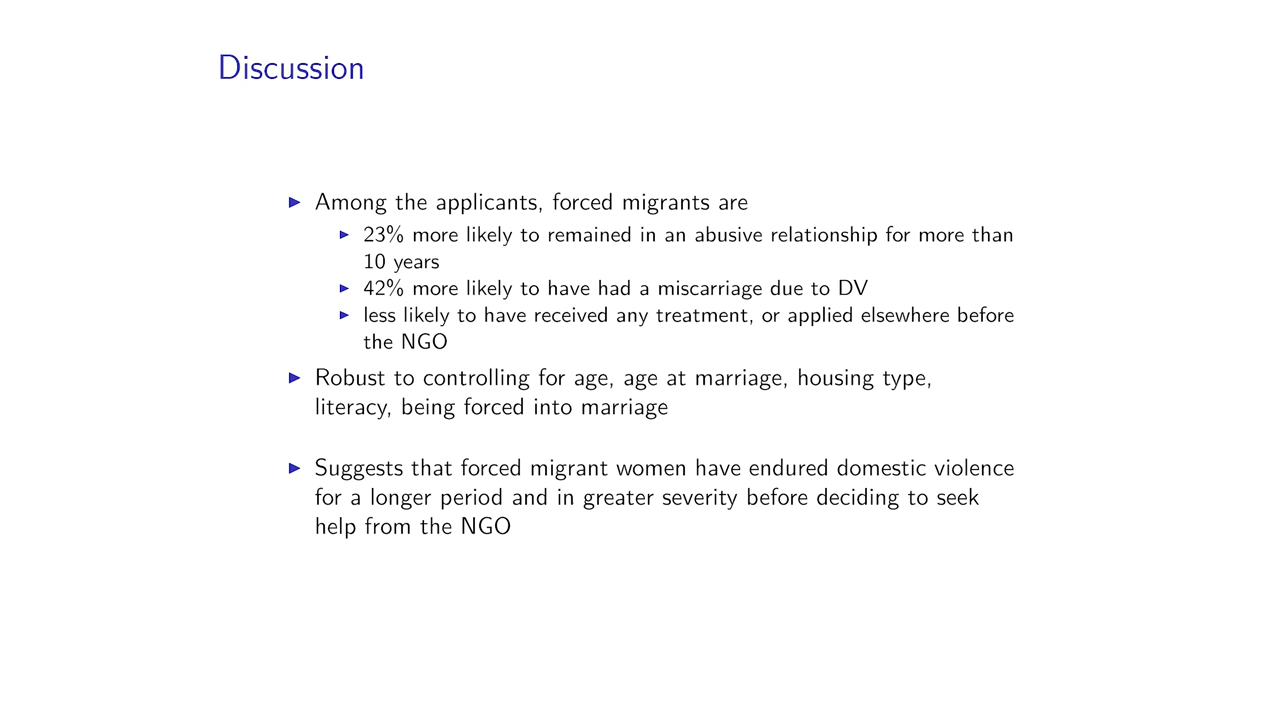 Discussion
Among the applicants, forced migrants are
23% more likely to remained in an abusive relationship for more than
10 years
42% more likely to have had a miscarriage due to DV
less likely to have received any treatment, or applied elsewhere before
the NGO
Robust to controlling for age, age at marriage, housing type,
literacy, being forced into marriage
Suggests that forced migrant women have endured domestic violence
for a longer period and in greater severity before deciding to seek
help from the NGO